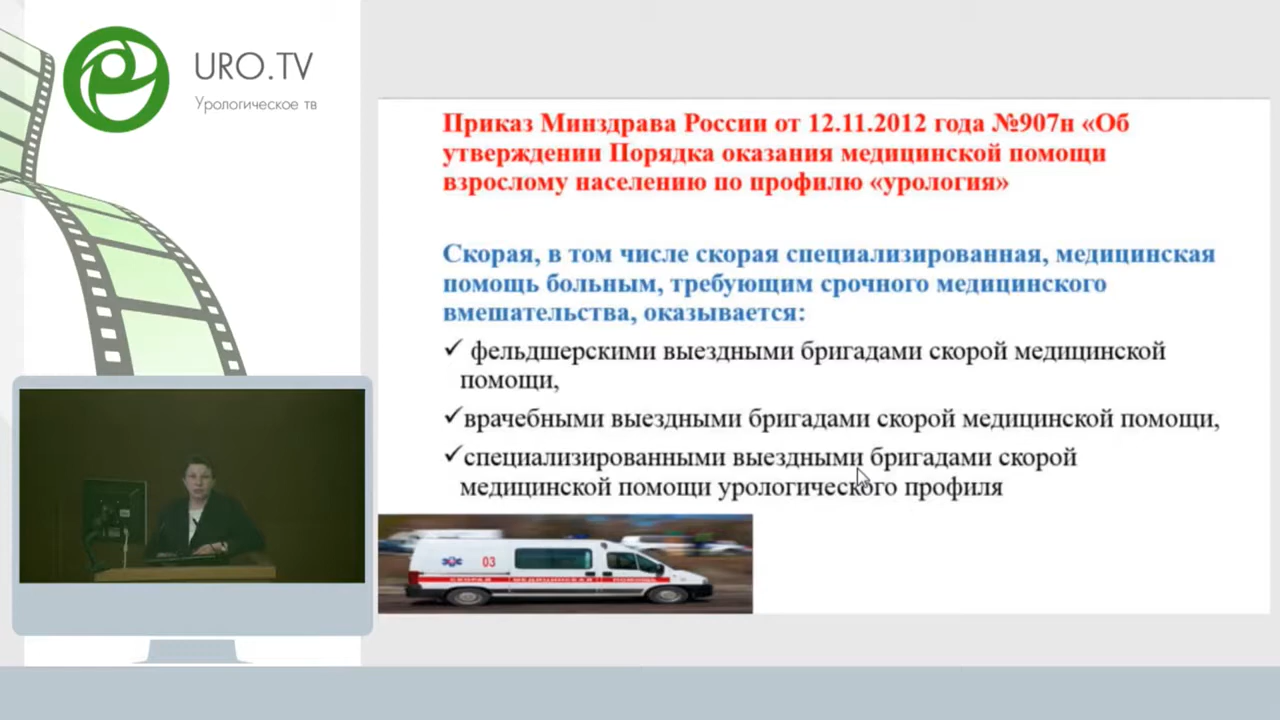 URO.TV
Урологическое тв
Приказ Минздрава России от 12.11.2012 года №907н «Об
утверждении Порядка оказания медицинской помощи
взрослому населению по профилю «урология»
Скорая, в том числе скорая специализированная, медицинская
помощь больным, требующим срочного медицинского
вмешательства, оказывается:
✓ фельдшерскими выездными бригадами скорой медицинской
помощи,
✓врачебными выездными бригадами скорой медицинской помощи,
✓специализированными выездными бригадами скорой
медицинской помощи урологического профиля
03
СКОРАЯ МЕДИЦИНСКАЯ ПОМОЩЬ